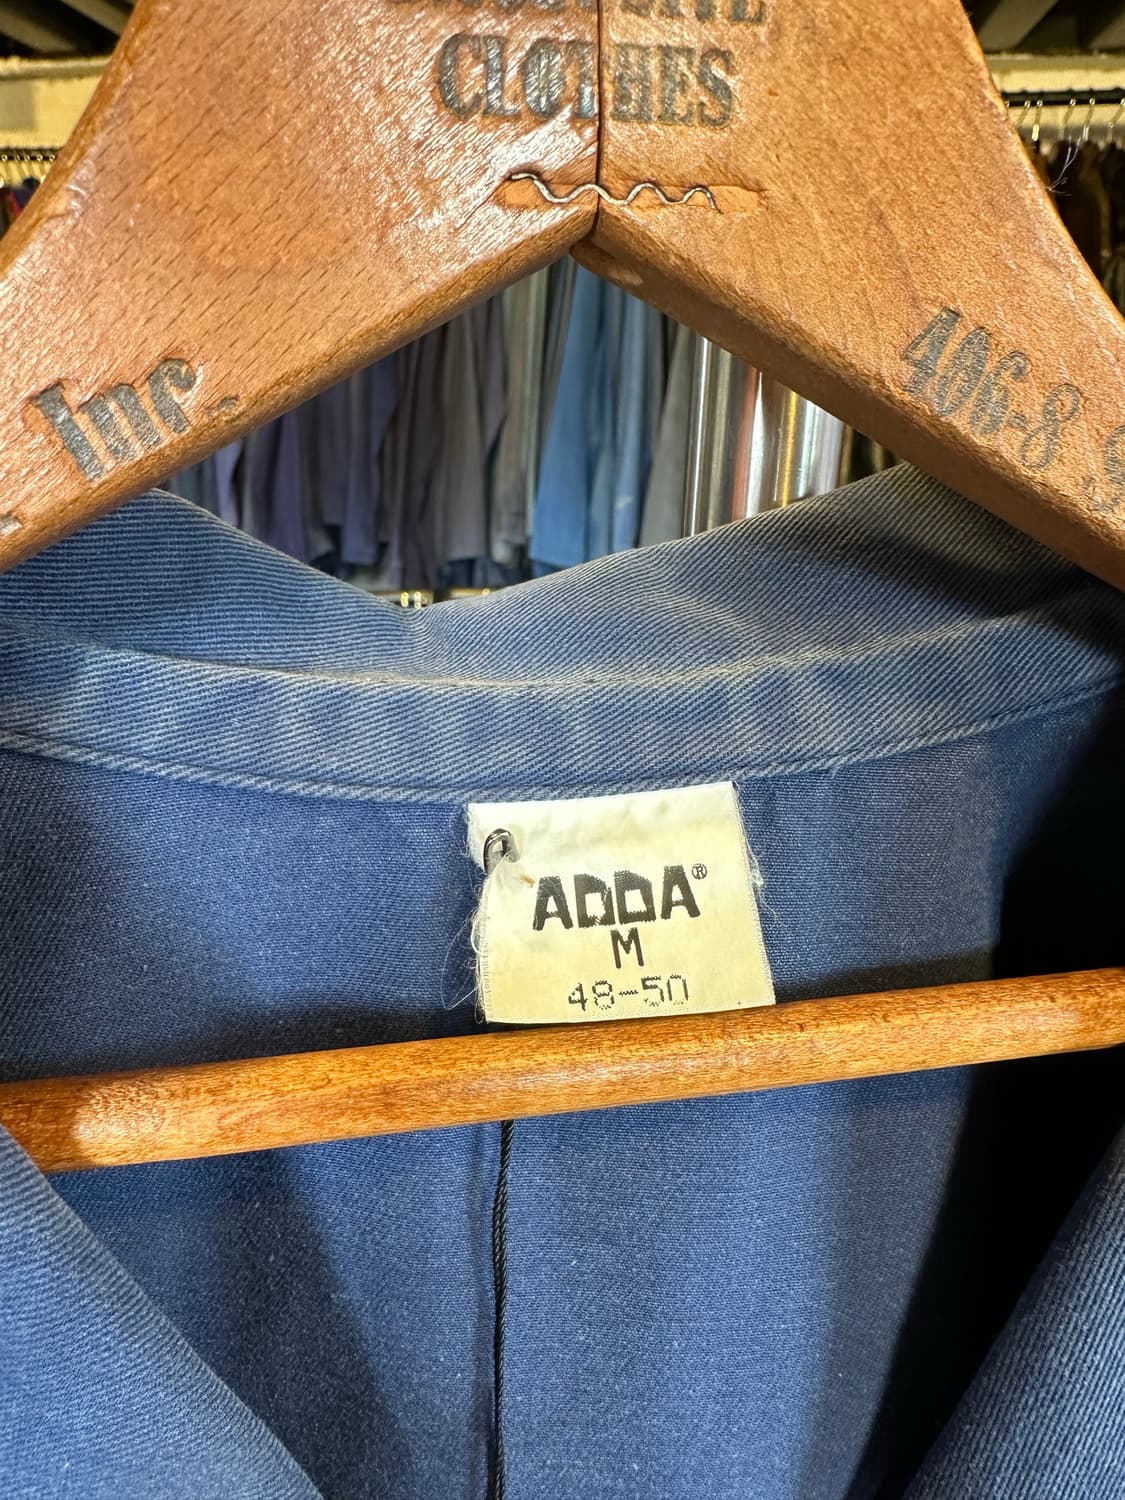 CLOTHES
Inc.
406-8
ADDA®
M
48-50